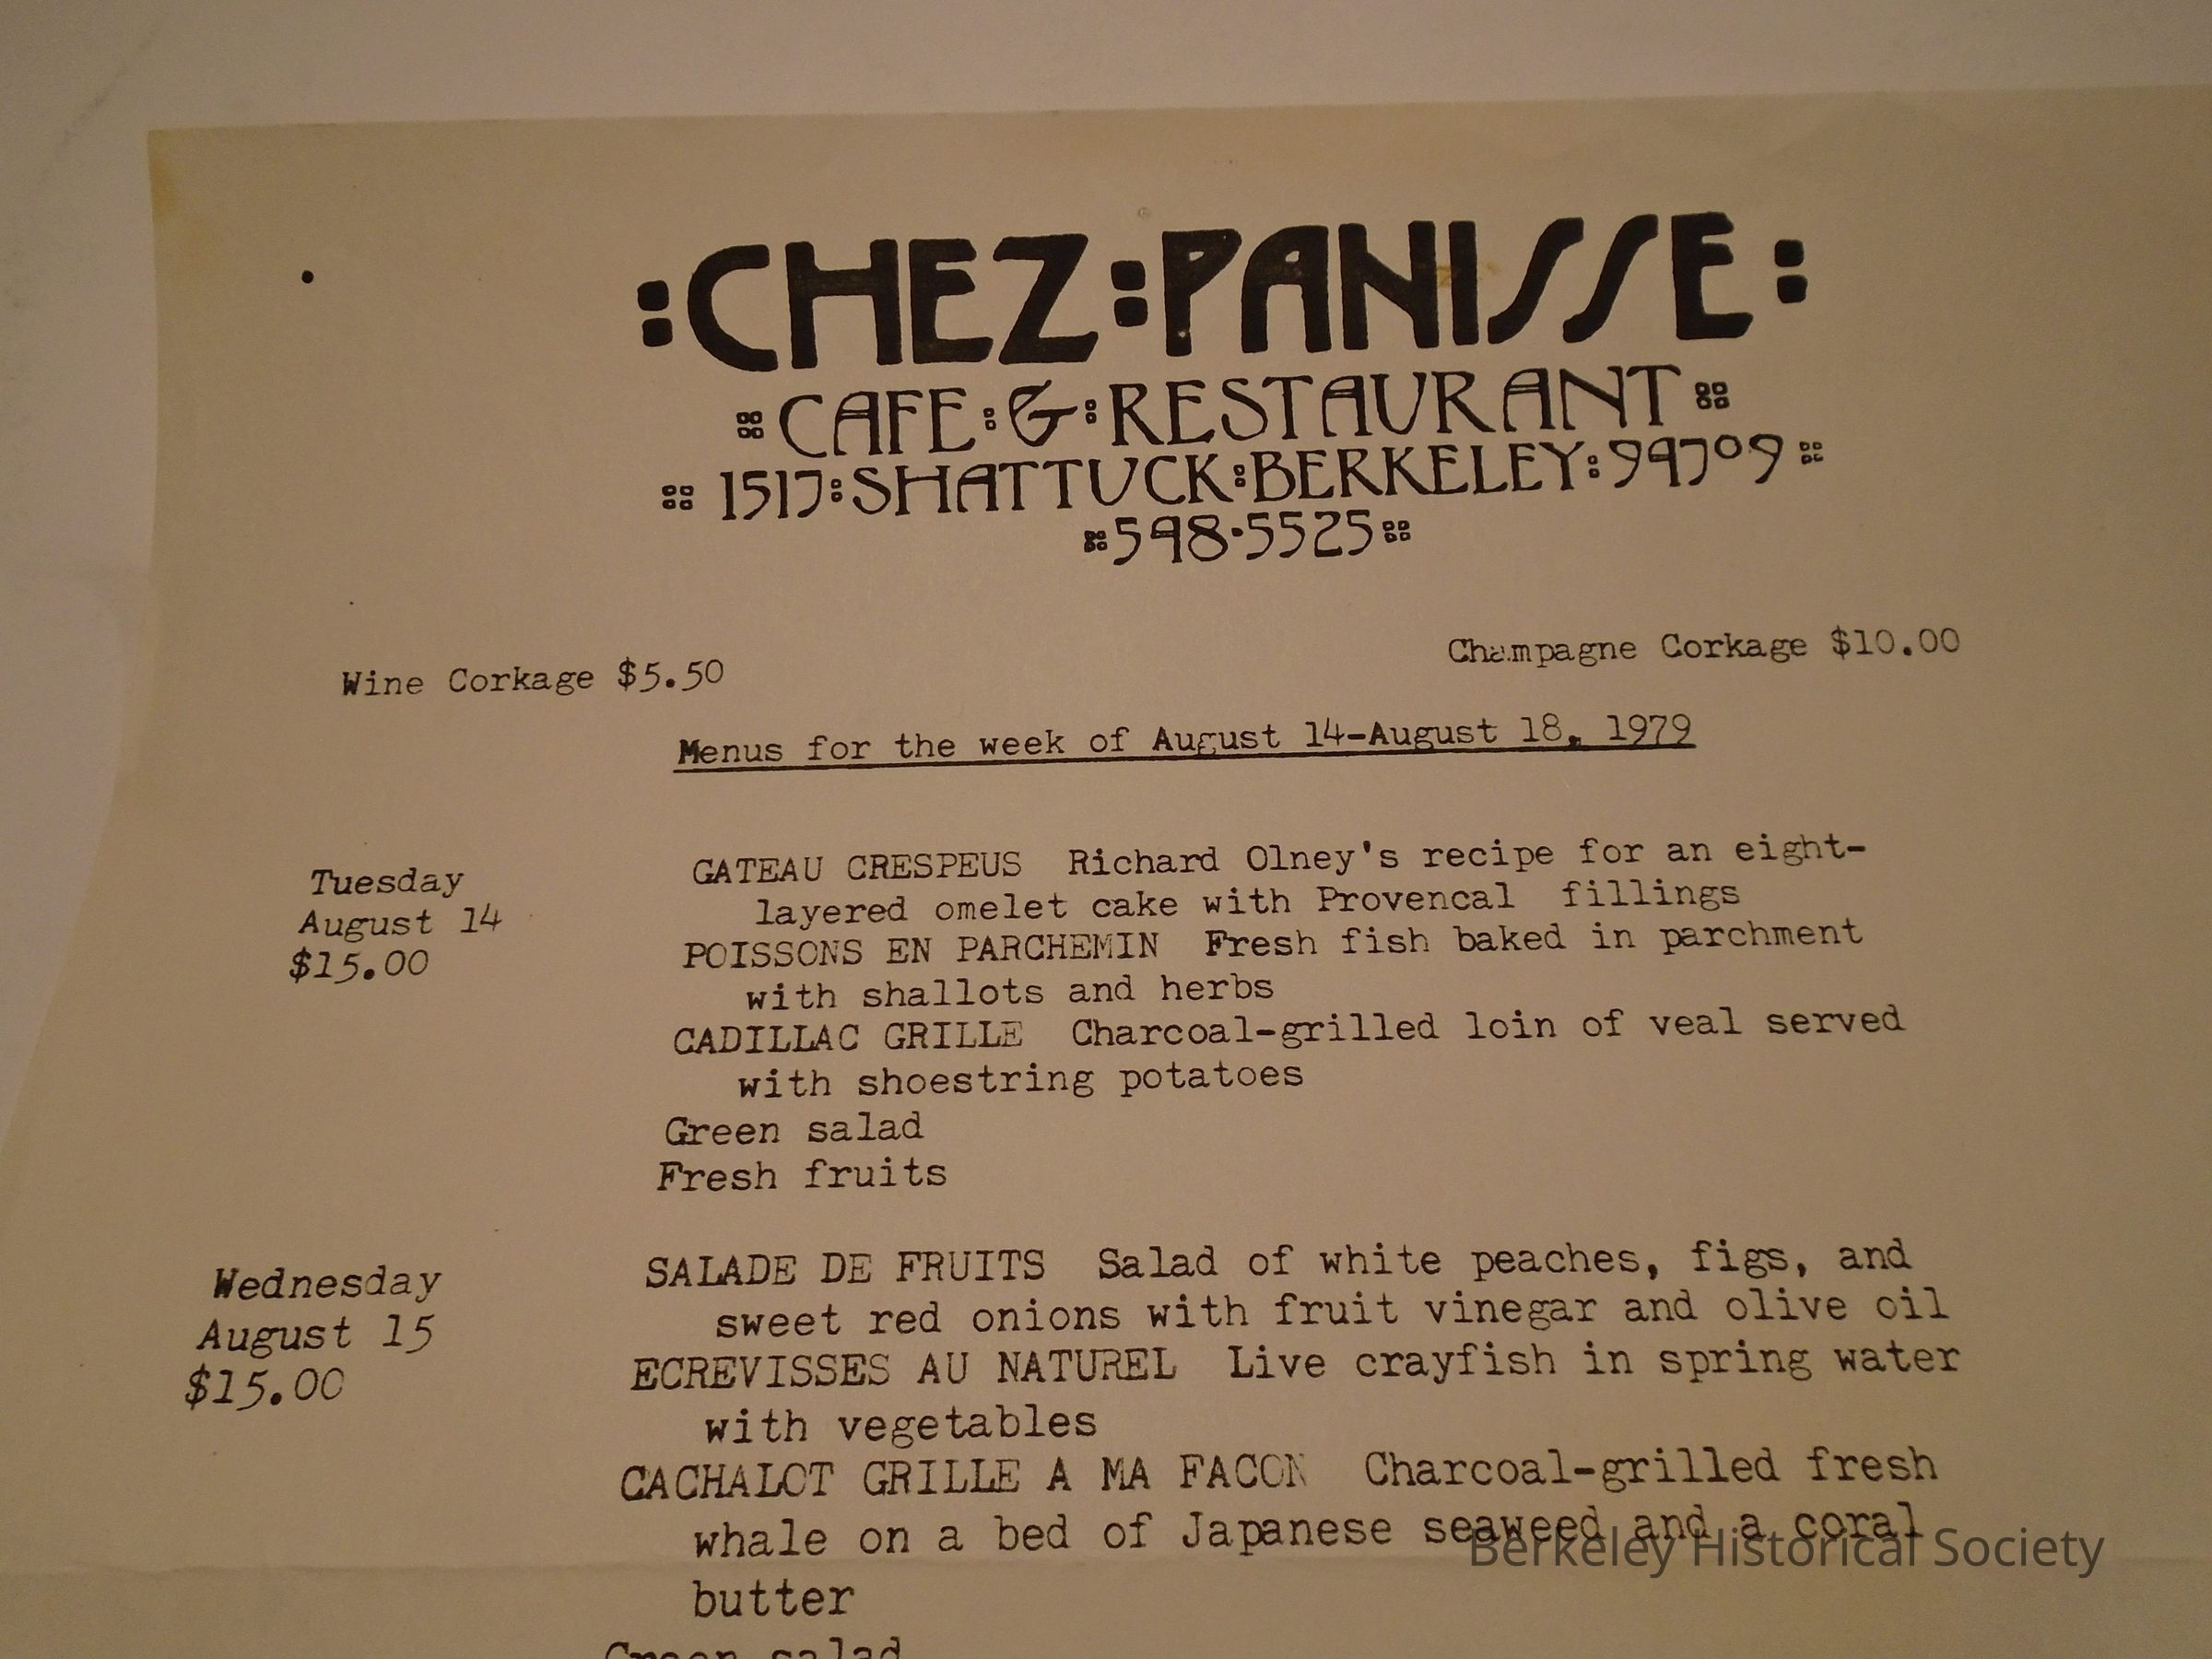 :CHEZ:PANISSE:
CAFE:&:RESTAURANT
1517:SHATTUCK:BERKELEY:94709
548·5525
Wine Corkage $5.50
Champagne Corkage $10.00
Menus for the week of August 14-August 18, 1979
Tuesday
August 14
$15.00
GATEAU CRESPEUS Richard Olney's recipe for an eight-
layered omelet cake with Provencal fillings
POISSONS EN PARCHEMIN Fresh fish baked in parchment
with shallots and herbs
CADILLAC GRILLE Charcoal-grilled loin of veal served
with shoestring potatoes
Green salad
Fresh fruits
Wednesday
August 15
$15.00
SALADE DE FRUITS Salad of white peaches, figs, and
sweet red onions with fruit vinegar and olive oil
ECREVISSES AU NATUREL Live crayfish in spring water
with vegetables
CACHALOT GRILLE A MA FACON Charcoal-grilled fresh
whale on a bed of Japanese seaweed and a coral
butter
Green salad
Berkeley Historical Society